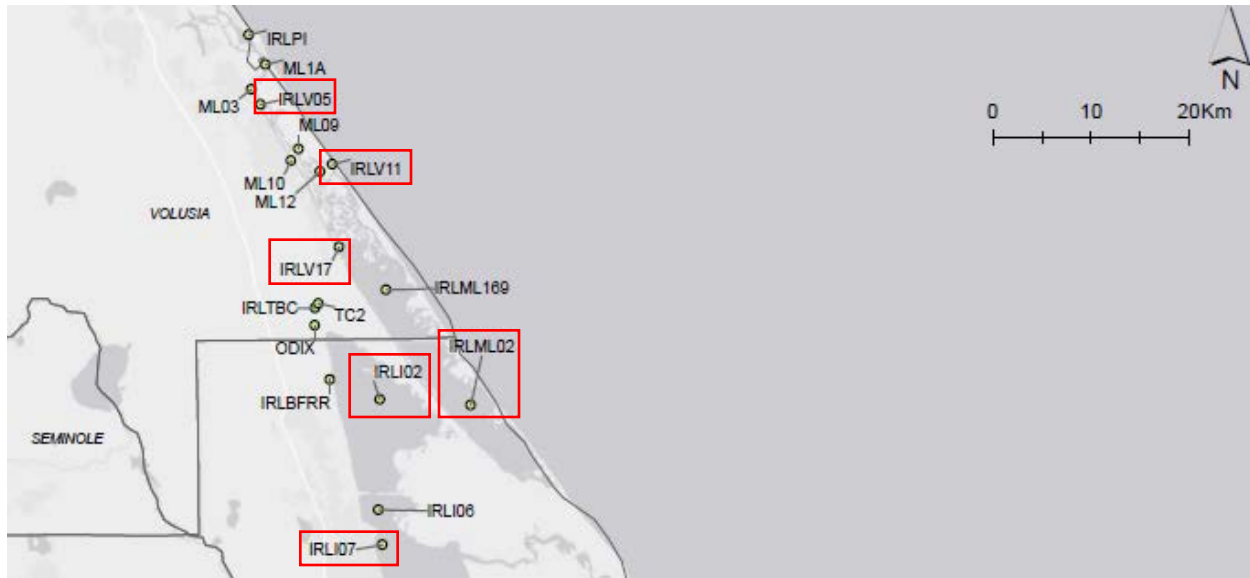 IRLPI
ML1A
ML03
IRLV05
ML09
IRLV11
ML10
ML12
VOLUSIA
IRLV17
IRLML169
IRLTBC
TC2
ODIX
IRLML02
IRLI02
IRLBFRR
SEMINOLE
IRLI06
IRLI07
N
0 10 20Km